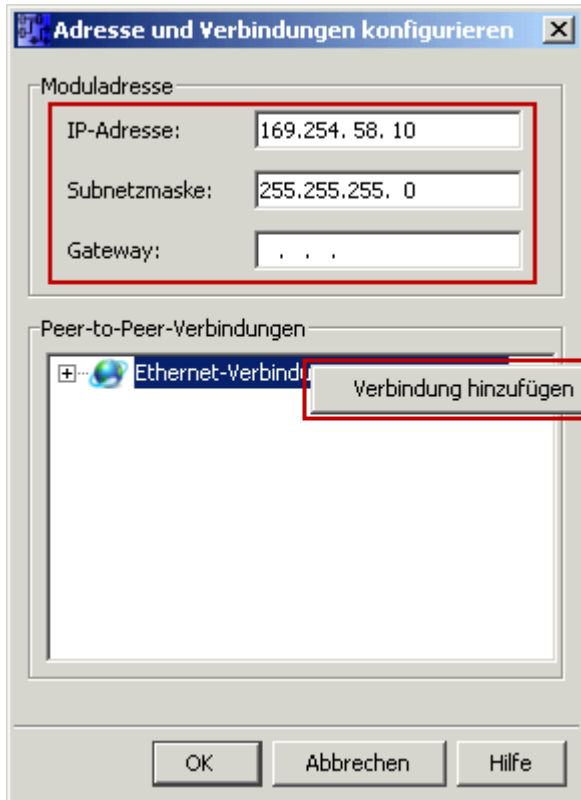 Adresse und Verbindungen konfigurieren
Moduladresse
IP-Adresse: 169.254. 58. 10
Subnetzmaske: 255.255.255. 0
Gateway: . . .
Peer-to-Peer-Verbindungen
Verbindung hinzufügen
OK Abbrechen Hilfe